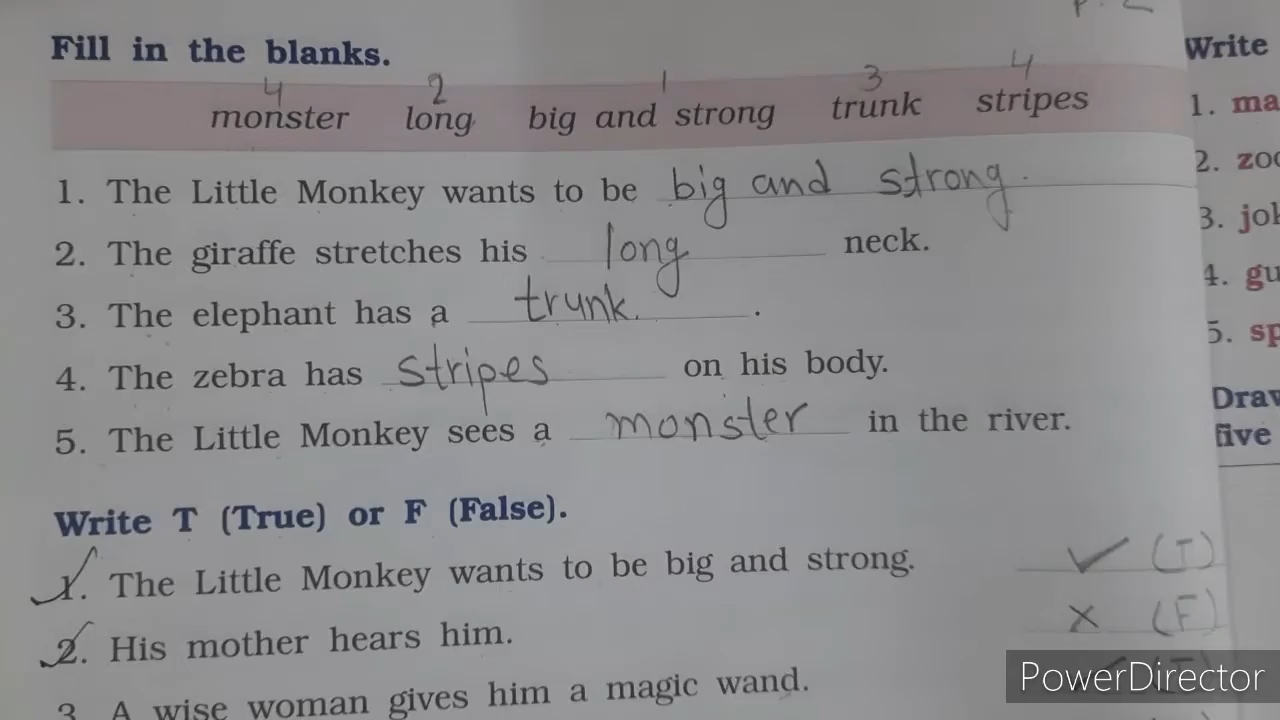 Fill in the blanks.
4 2 1 3 4
monster long big and strong trunk stripes
1. The Little Monkey wants to be big and strong.
2. The giraffe stretches his long neck.
3. The elephant has a trunk.
4. The zebra has stripes on his body.
5. The Little Monkey sees a monster in the river.
Write T (True) or F (False).
1. The Little Monkey wants to be big and strong. ✓ (T)
2. His mother hears him. × (F)
3. A wise woman gives him a magic wand.
Write
1. ma
2. zoo
3. jol
4. gu
5. sp
Draw
five
PowerDirector